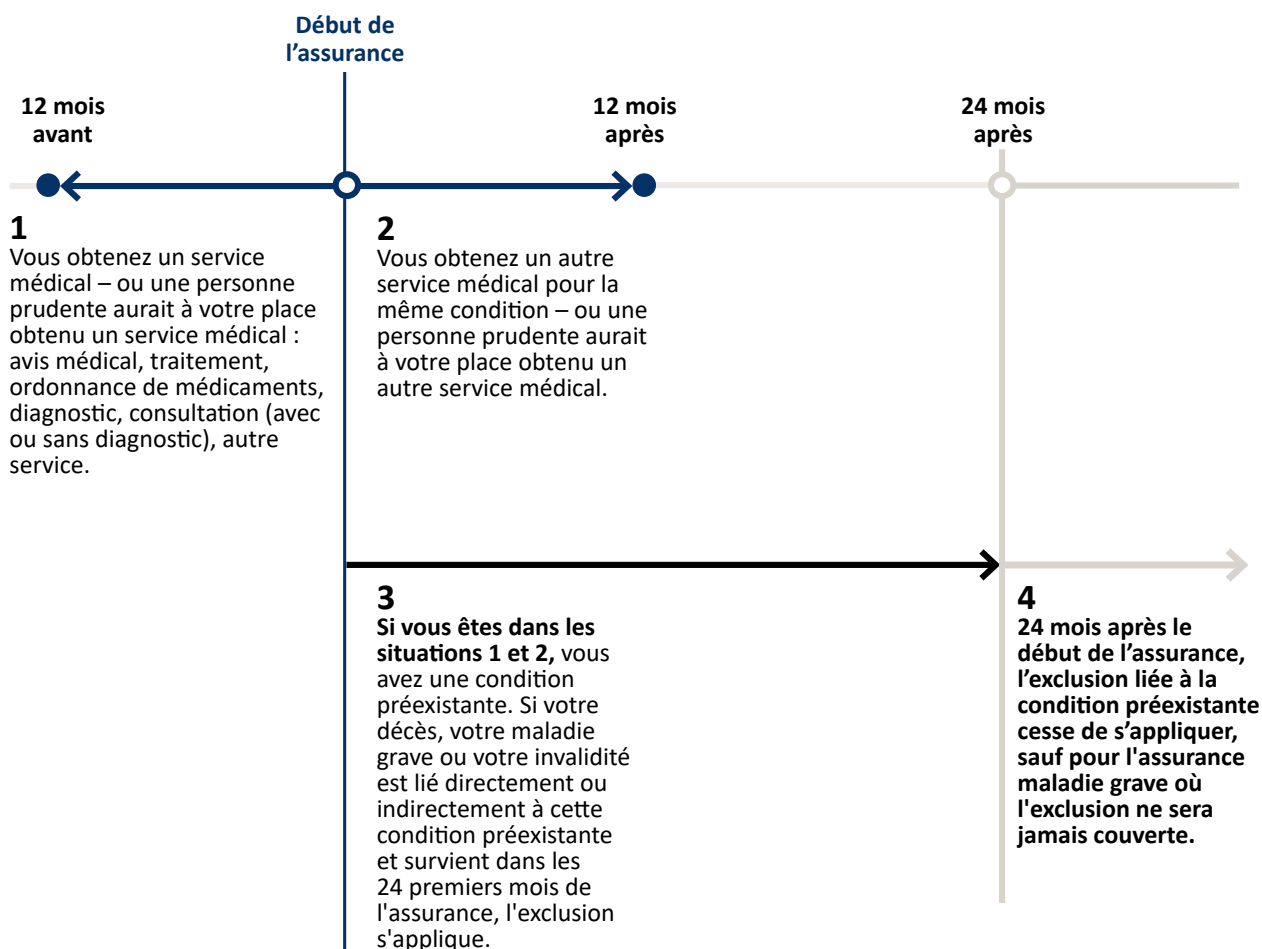 Début de
l’assurance
12 mois
avant
12 mois
après
24 mois
après
1
Vous obtenez un service
médical – ou une personne
prudente aurait à votre place
obtenu un service médical :
avis médical, traitement,
ordonnance de médicaments,
diagnostic, consultation (avec
ou sans diagnostic), autre
service.
2
Vous obtenez un autre
service médical pour la
même condition – ou une
personne prudente aurait
à votre place obtenu un
autre service médical.
3
Si vous êtes dans les
situations 1 et 2, vous
avez une condition
préexistante. Si votre
décès, votre maladie
grave ou votre invalidité
est lié directement ou
indirectement à cette
condition préexistante
et survient dans les
24 premiers mois de
l'assurance, l'exclusion
s'applique.
4
24 mois après le
début de l’assurance,
l’exclusion liée à la
condition préexistante
cesse de s’appliquer,
sauf pour l'assurance
maladie grave où
l'exclusion ne sera
jamais couverte.